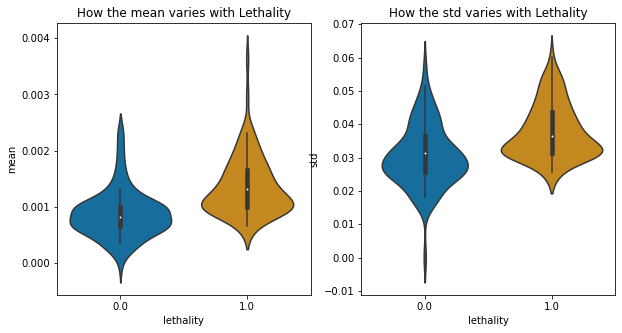 How the mean varies with Lethality
0.004
0.003
0.002
0.001
0.000
mean
0.0 1.0
lethality
How the std varies with Lethality
0.07
0.06
0.05
0.04
0.03
0.02
0.01
0.00
−0.01
std
0.0 1.0
lethality